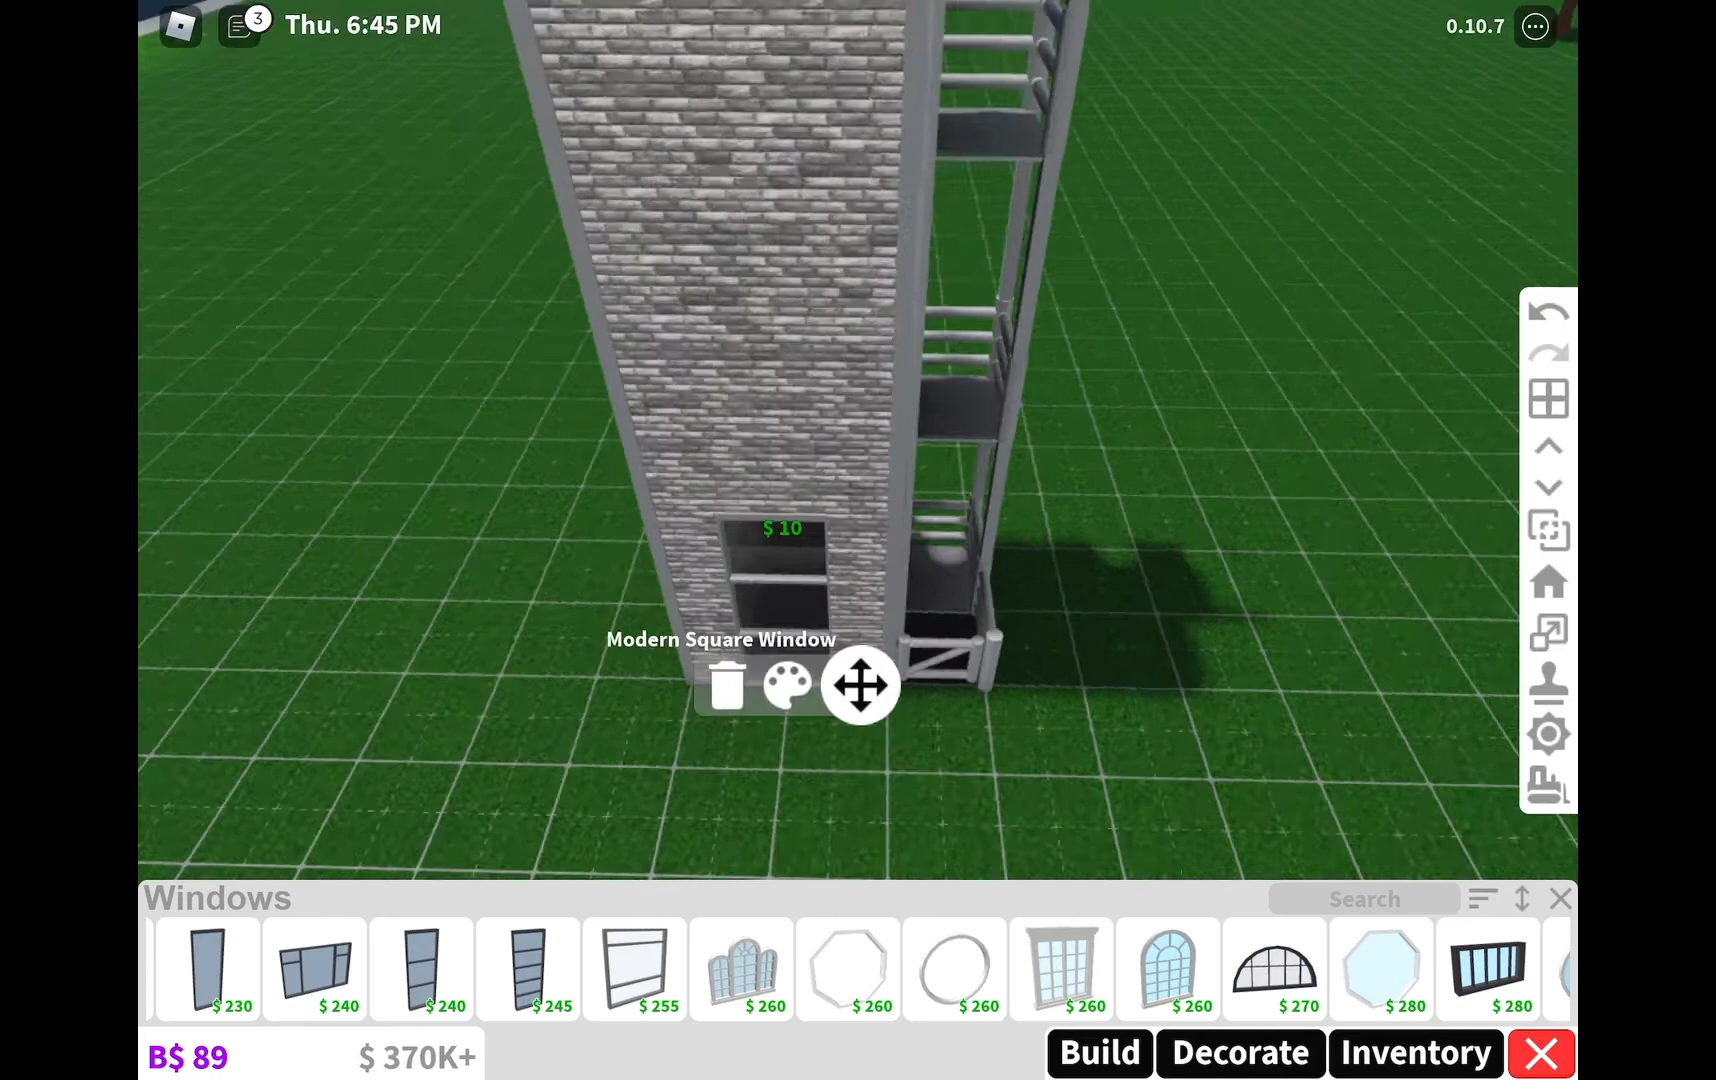 3
Thu. 6:45 PM
0.10.7
$ 10
Modern Square Window
Windows
Search
$ 230
$ 240
$ 240
$ 245
$ 255
$ 260
$ 260
$ 260
$ 260
$ 260
$ 270
$ 280
$ 280
B$ 89
$ 370K+
Build
Decorate
Inventory